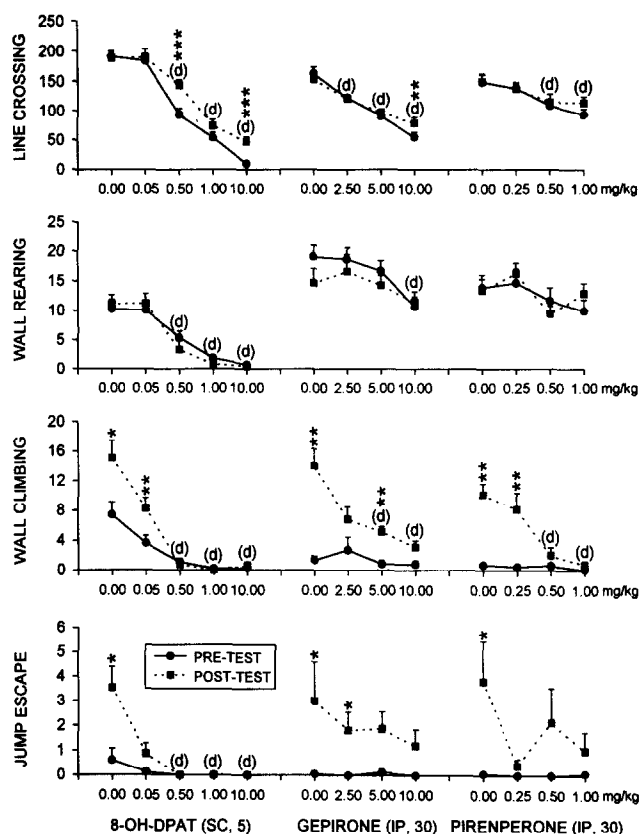 LINE CROSSING
250
200
150
100
50
0
***
(d) (d) (d)
***
(d) (d) (d)
***
(d) (d)
0.00 0.05 0.50 1.00 10.00 0.00 2.50 5.00 10.00 0.00 0.25 0.50 1.00 mg/kg
WALL REARING
25
20
15
10
5
0
(d) (d) (d) (d)
0.00 0.05 0.50 1.00 10.00 0.00 2.50 5.00 10.00 0.00 0.25 0.50 1.00 mg/kg
WALL CLIMBING
20
16
12
8
4
0
* ** ** ** ** **
(d) (d) (d) (d) (d) (d) (d)
0.00 0.05 0.50 1.00 10.00 0.00 2.50 5.00 10.00 0.00 0.25 0.50 1.00 mg/kg
JUMP ESCAPE
6
5
4
3
2
1
0
* * * *
PRE-TEST
POST-TEST
(d) (d) (d)
0.00 0.05 0.50 1.00 10.00 0.00 2.50 5.00 10.00 0.00 0.25 0.50 1.00 mg/kg
8-OH-DPAT (SC, 5) GEPIRONE (IP, 30) PIRENPERONE (IP, 30)